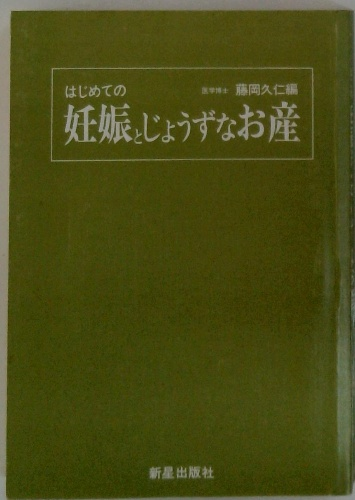 はじめての 医学博士 藤岡久仁編
妊娠とじょうずなお産
新星出版社